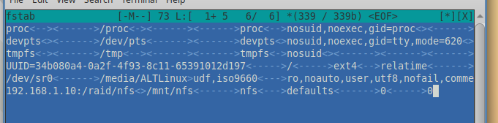 File Edit View Search Terminal Help
fstab [-M--] 73 L:[ 1+ 5 6/ 6] *(339 / 339b) <EOF> [*][X]
proc<-><------>/proc<-><------><------>proc<-->nosuid,noexec,gid=proc<-><------>
devpts<><------>/dev/pts<------><------>devpts<>nosuid,noexec,gid=tty,mode=620<>
tmpfs<-><------>/tmp<--><------><------>tmpfs<->nosuid<><------><------>
UUID=34b080a4-0a2f-4f93-8c11-65391012d197<----->/<----->ext4<-->relatime<------>
/dev/sr0<------>/media/ALTLinux>udf,iso9660---->ro,noauto,user,utf8,nofail,comme
192.168.1.10:/raid/nfs<>/mnt/nfs<------>nfs<--->defaults<------>0<----->0